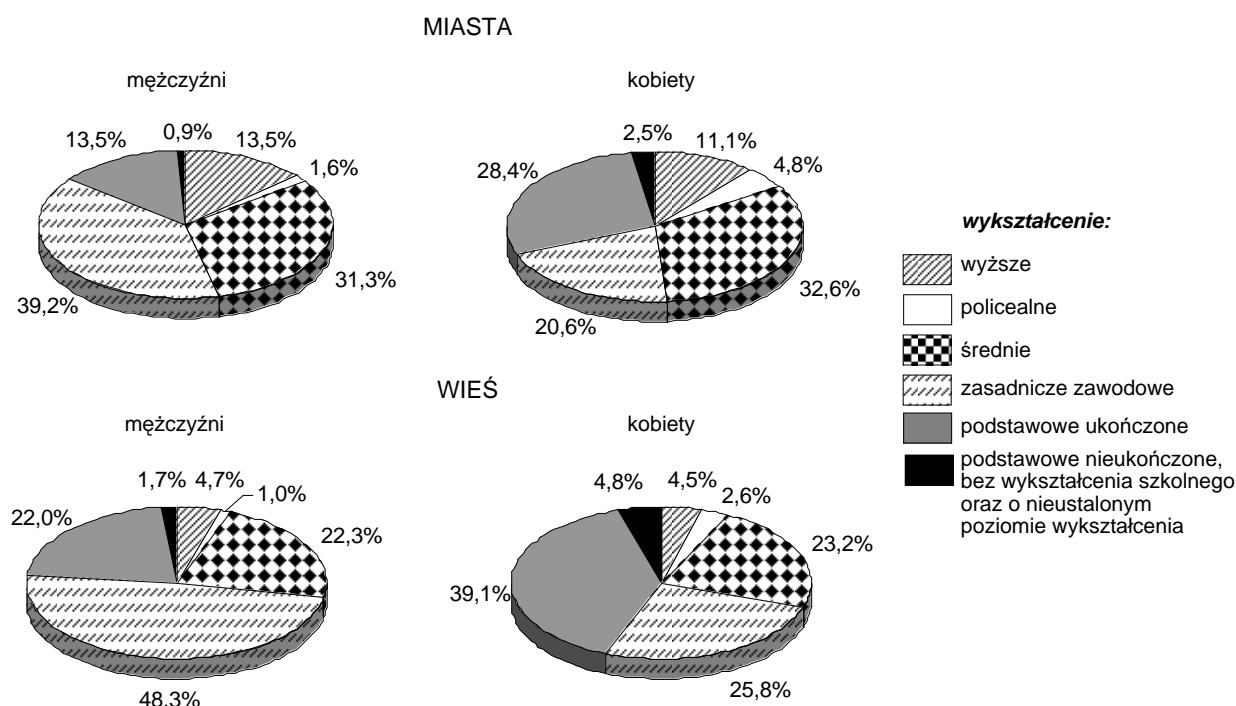 MIASTA
mężczyźni
kobiety
13,5%
0,9%
13,5%
1,6%
31,3%
39,2%
2,5%
11,1%
4,8%
28,4%
32,6%
20,6%
wykształcenie:
wyższe
policealne
średnie
zasadnicze zawodowe
podstawowe ukończone
podstawowe nieukończone,
bez wykształcenia szkolnego
oraz o nieustalonym
poziomie wykształcenia
WIEŚ
mężczyźni
kobiety
1,7%
4,7%
1,0%
22,0%
22,3%
48,3%
4,8%
4,5%
2,6%
23,2%
39,1%
25,8%